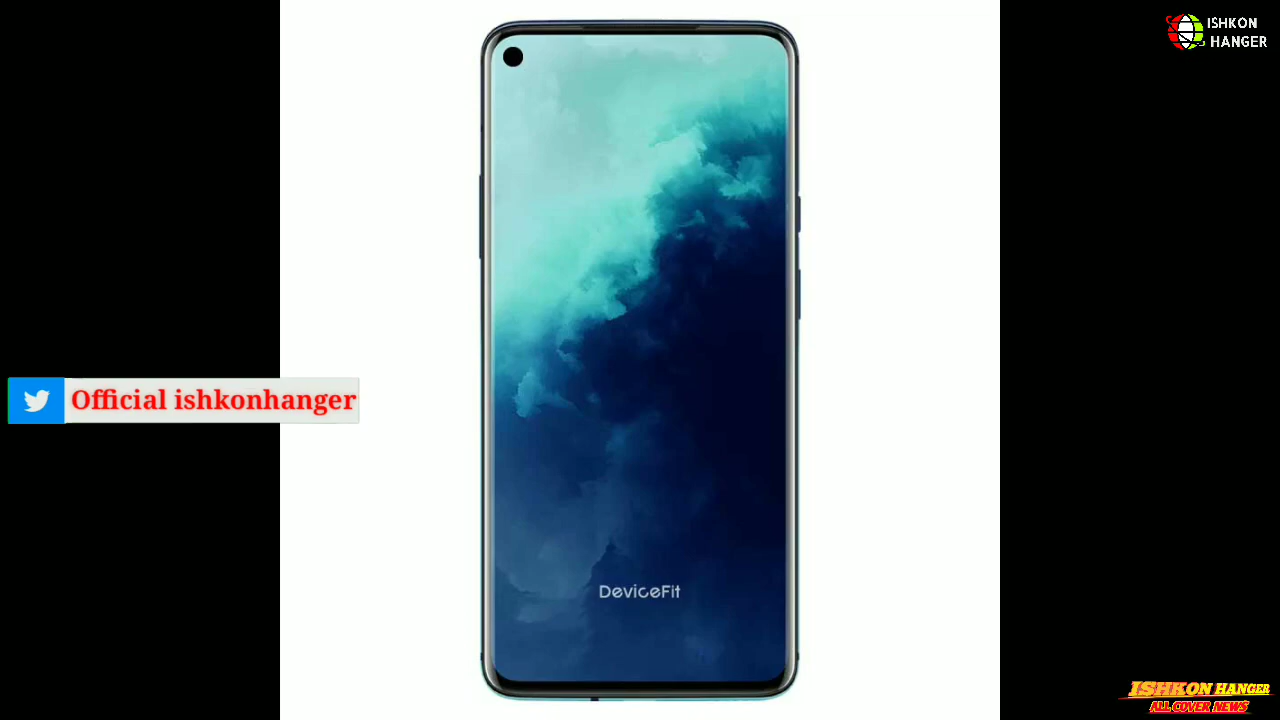 ISHKON
HANGER
Official ishkonhanger
DeviceFit
ISHKON HANGER
ALL COVER NEWS